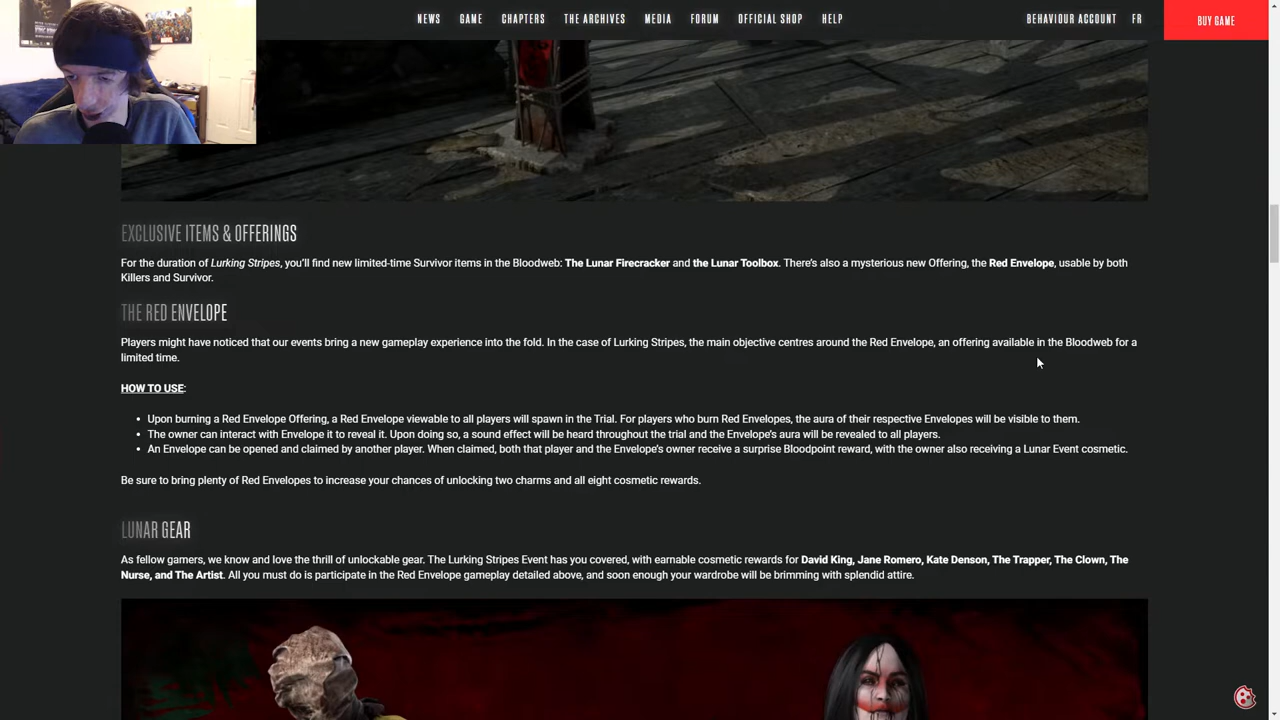 NEWS GAME CHAPTERS THE ARCHIVES MEDIA FORUM OFFICIAL SHOP HELP BEHAVIOUR ACCOUNT FR BUY GAME
EXCLUSIVE ITEMS & OFFERINGS
For the duration of Lurking Stripes, you'll find new limited-time Survivor items in the Bloodweb: The Lunar Firecracker and the Lunar Toolbox. There's also a mysterious new Offering, the Red Envelope, usable by both
Killers and Survivor.
THE RED ENVELOPE
Players might have noticed that our events bring a new gameplay experience into the fold. In the case of Lurking Stripes, the main objective centres around the Red Envelope, an offering available in the Bloodweb for a
limited time.
HOW TO USE:
• Upon burning a Red Envelope Offering, a Red Envelope viewable to all players will spawn in the Trial. For players who burn Red Envelopes, the aura of their respective Envelopes will be visible to them.
• The owner can interact with Envelope it to reveal it. Upon doing so, a sound effect will be heard throughout the trial and the Envelope's aura will be revealed to all players.
• An Envelope can be opened and claimed by another player. When claimed, both that player and the Envelope's owner receive a surprise Bloodpoint reward, with the owner also receiving a Lunar Event cosmetic.
Be sure to bring plenty of Red Envelopes to increase your chances of unlocking two charms and all eight cosmetic rewards.
LUNAR GEAR
As fellow gamers, we know and love the thrill of unlockable gear. The Lurking Stripes Event has you covered, with earnable cosmetic rewards for David King, Jane Romero, Kate Denson, The Trapper, The Clown, The
Nurse, and The Artist. All you must do is participate in the Red Envelope gameplay detailed above, and soon enough your wardrobe will be brimming with splendid attire.